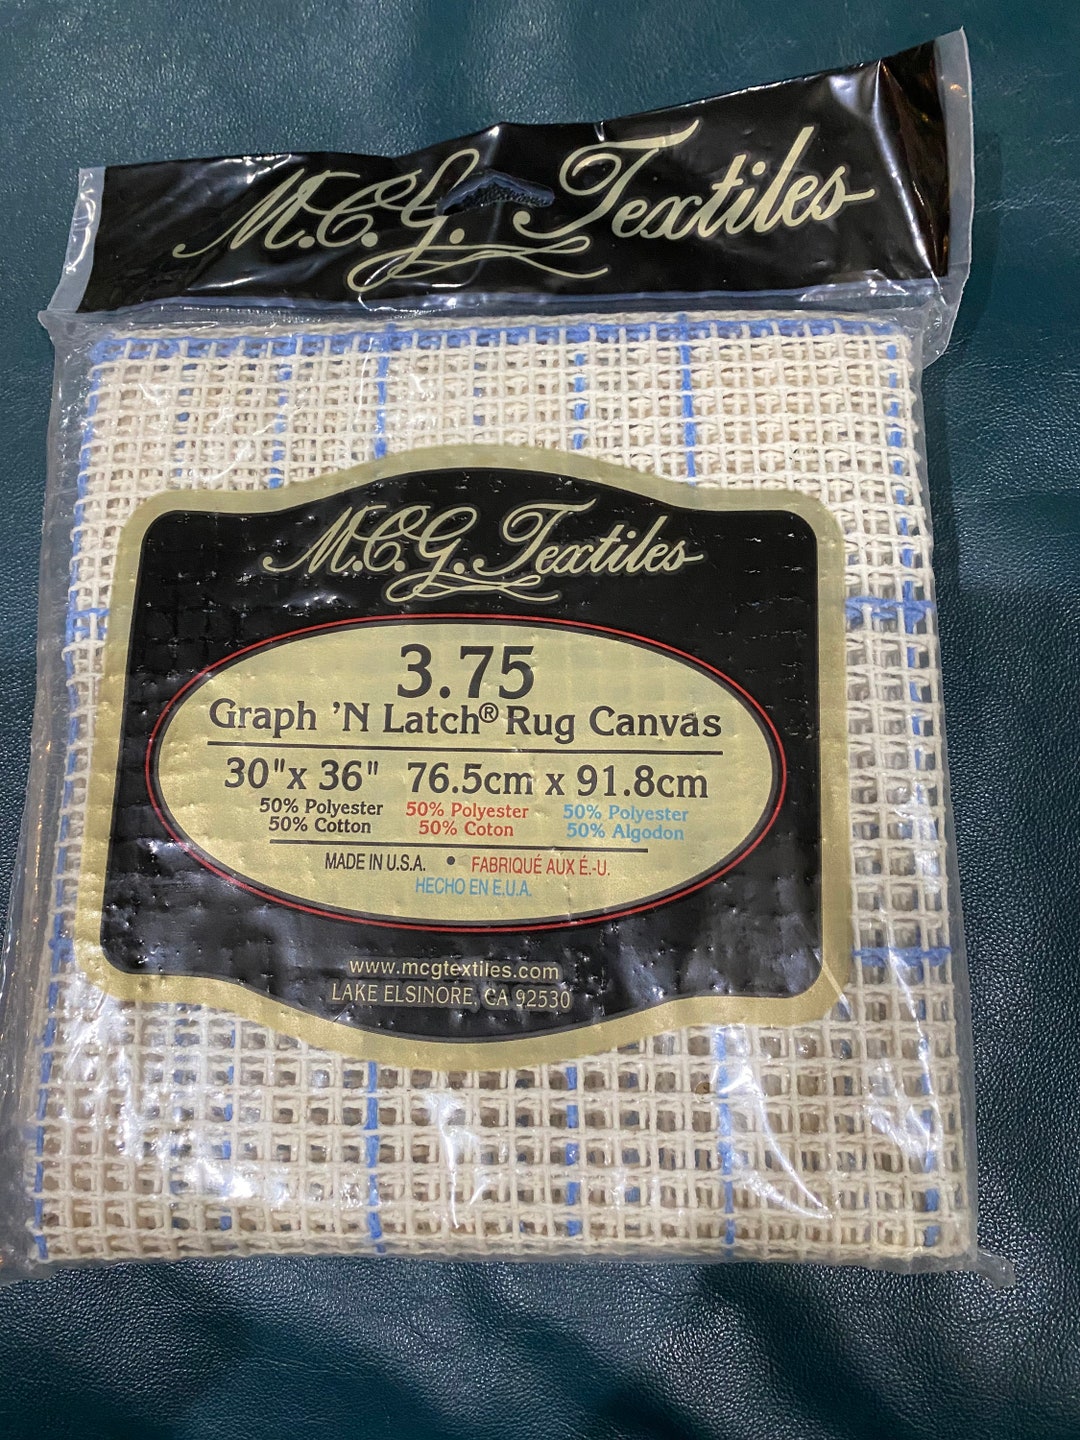 M.C.G. Textiles
M.C.G. Textiles
3.75
Graph 'N Latch® Rug Canvas
30"x 36" 76.5cm x 91.8cm
50% Polyester 50% Polyester 50% Polyester
50% Cotton 50% Coton 50% Algodon
MADE IN U.S.A. • FABRIQUÉ AUX É.-U.
HECHO EN E.U.A.
www.mcgtextiles.com
LAKE ELSINORE, CA 92530